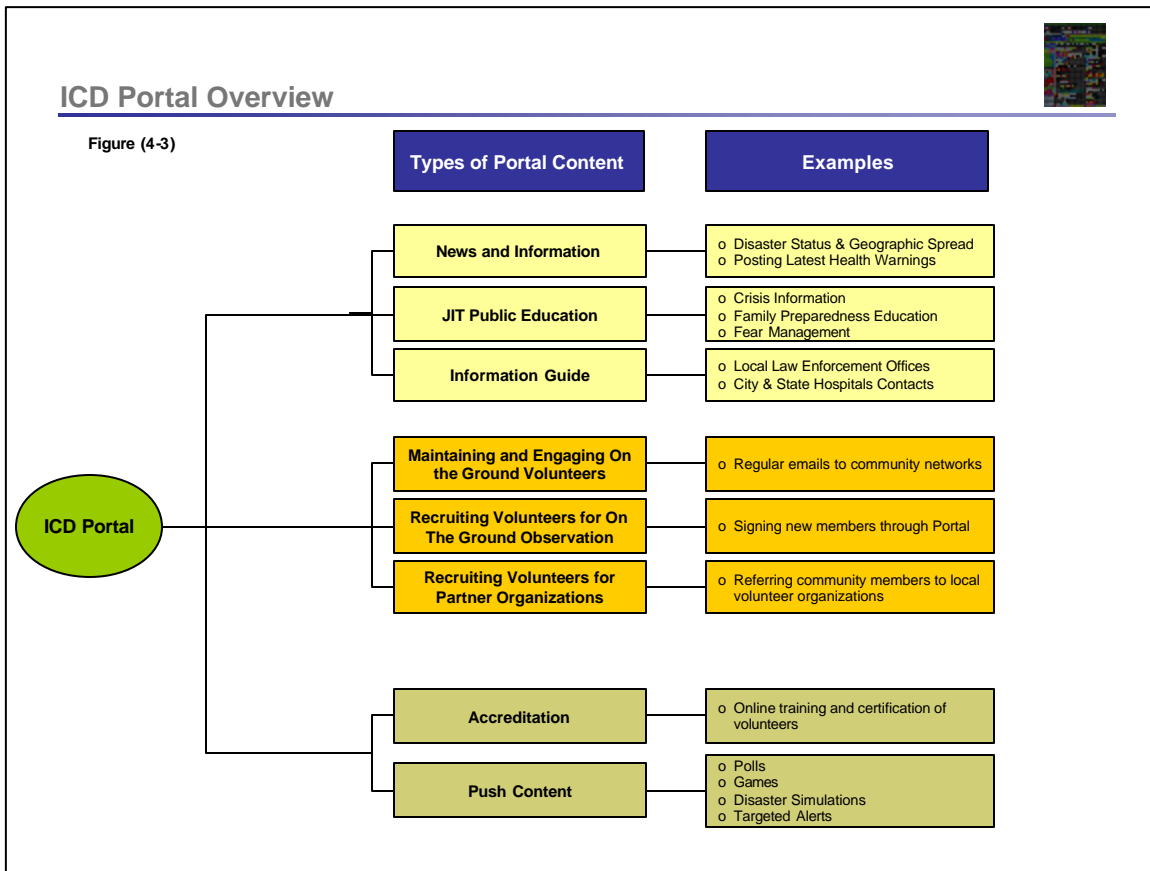 ICD Portal Overview
Figure (4-3)
Types of Portal Content
Examples
News and Information
o Disaster Status & Geographic Spread
o Posting Latest Health Warnings
JIT Public Education
o Crisis Information
o Family Preparedness Education
o Fear Management
Information Guide
o Local Law Enforcement Offices
o City & State Hospitals Contacts
ICD Portal
Maintaining and Engaging On
the Ground Volunteers
o Regular emails to community networks
Recruiting Volunteers for On
The Ground Observation
o Signing new members through Portal
Recruiting Volunteers for
Partner Organizations
o Referring community members to local
volunteer organizations
Accreditation
o Online training and certification of
volunteers
Push Content
o Polls
o Games
o Disaster Simulations
o Targeted Alerts